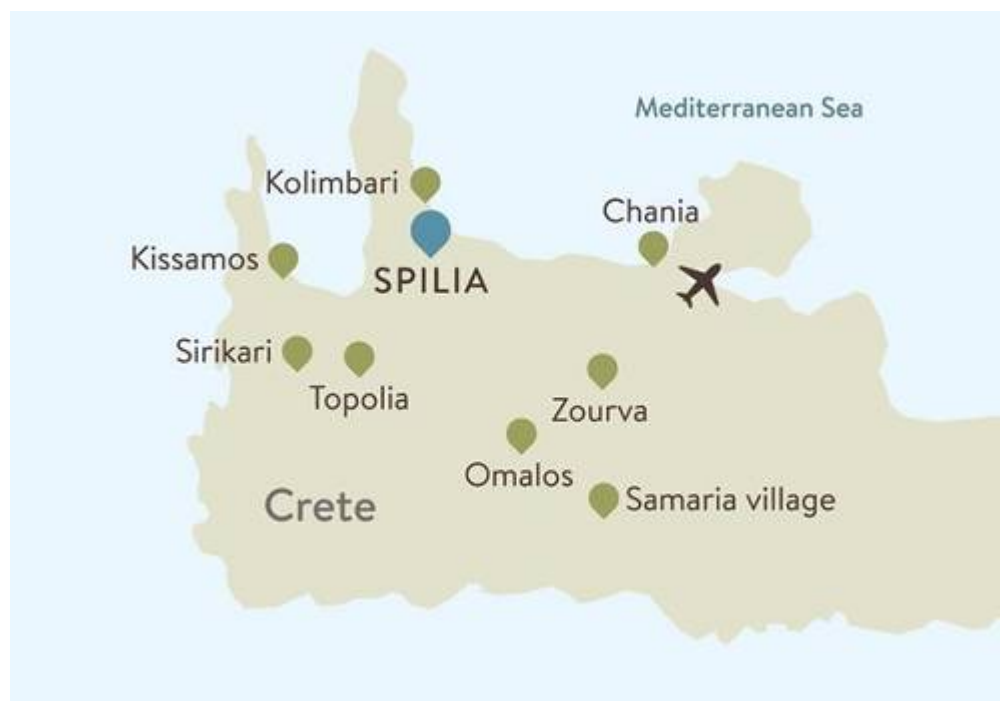 Mediterranean Sea
Kolimbari
Chania
Kissamos
SPILIA
Sirikari
Topolia
Zourva
Omalos
Crete
Samaria village